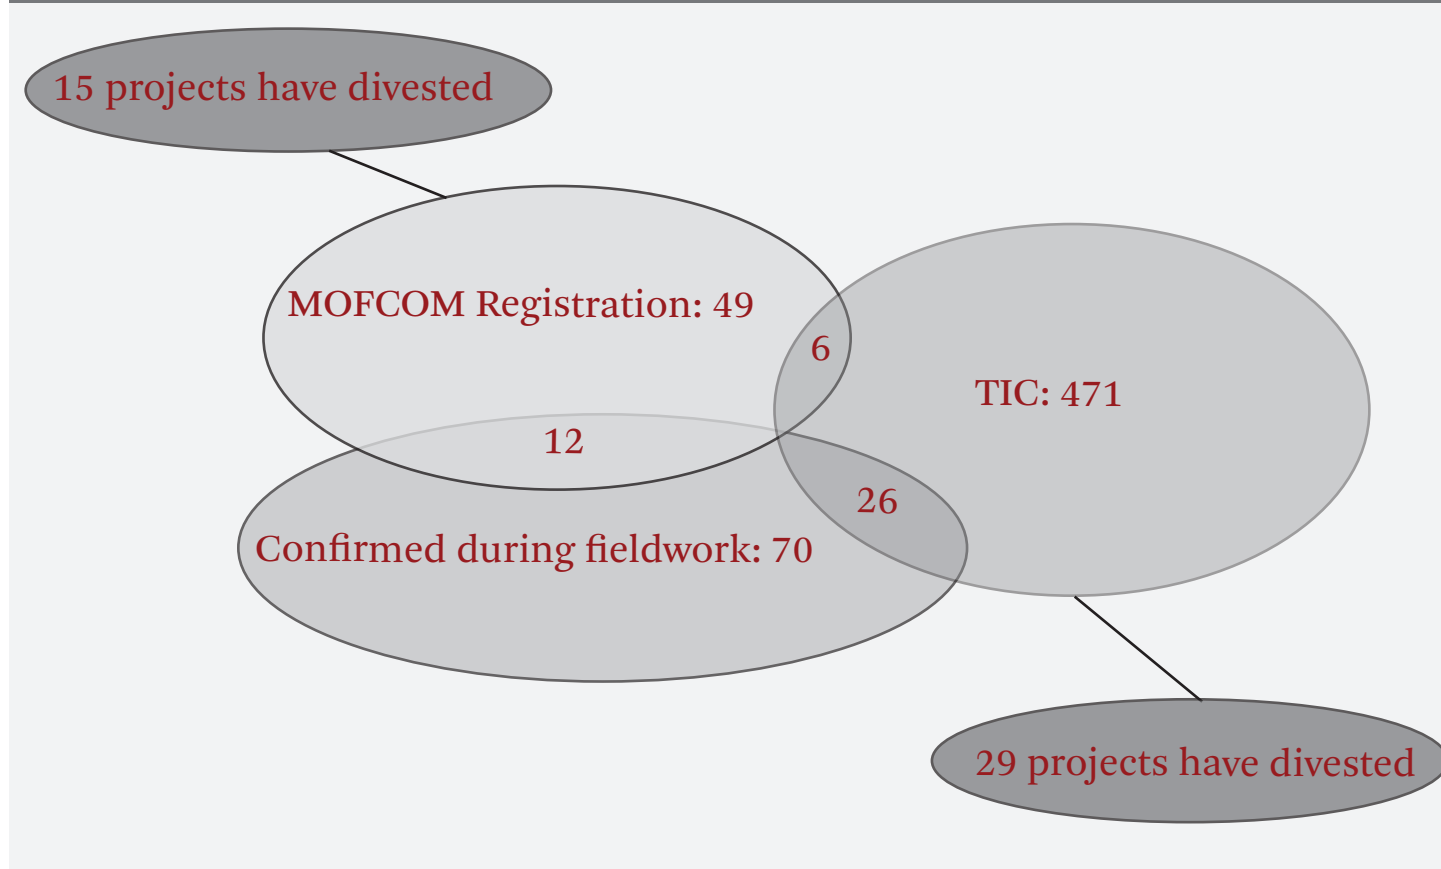 15 projects have divested
MOFCOM Registration: 49
6
TIC: 471
12
26
Confirmed during fieldwork: 70
29 projects have divested